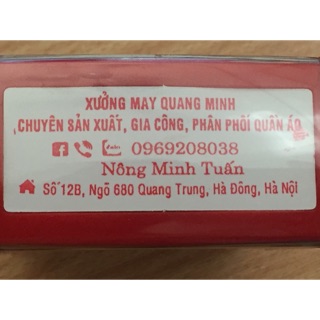 XƯỞNG MAY QUANG MINH
CHUYÊN SẢN XUẤT, GIA CÔNG, PHÂN PHỐI QUẦN ÁO
0969208038
Nông Minh Tuấn
Số 12B, Ngõ 680 Quang Trung, Hà Đông, Hà Nội